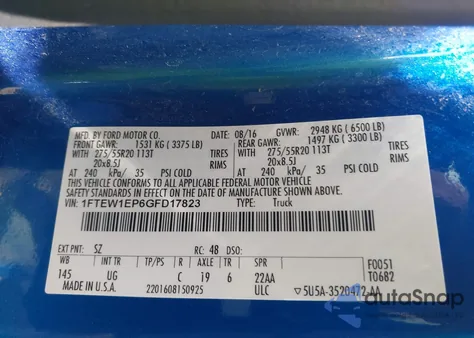 MFD. BY FORD MOTOR CO. 08/16 GVWR: 2948 KG ( 6500 LB)
FRONT GAWR: 1531 KG ( 3375 LB) REAR GAWR: 1497 KG ( 3300 LB)
WITH 275/55R20 113T TIRES WITH 275/55R20 113T TIRES
20x8.5J RIMS 20x8.5J RIMS
AT 240 kPa/ 35 PSI COLD AT 240 kPa/ 35 PSI COLD
THIS VEHICLE CONFORMS TO ALL APPLICABLE FEDERAL MOTOR VEHICLE
SAFETY STANDARDS IN EFFECT ON THE DATE OF MANUFACTURE SHOWN ABOVE.
VIN: 1FTEW1EP6GFD17823 TYPE: Truck
EXT PNT: SZ RC: 48 DSO: F0051
WB INT TR TP/PS R AXLE TR SPR T0682
145 UG C 19 6 22AA
MADE IN U.S.A. 2201608150925 ULC 5U5A-3520472-AA
autoSnap